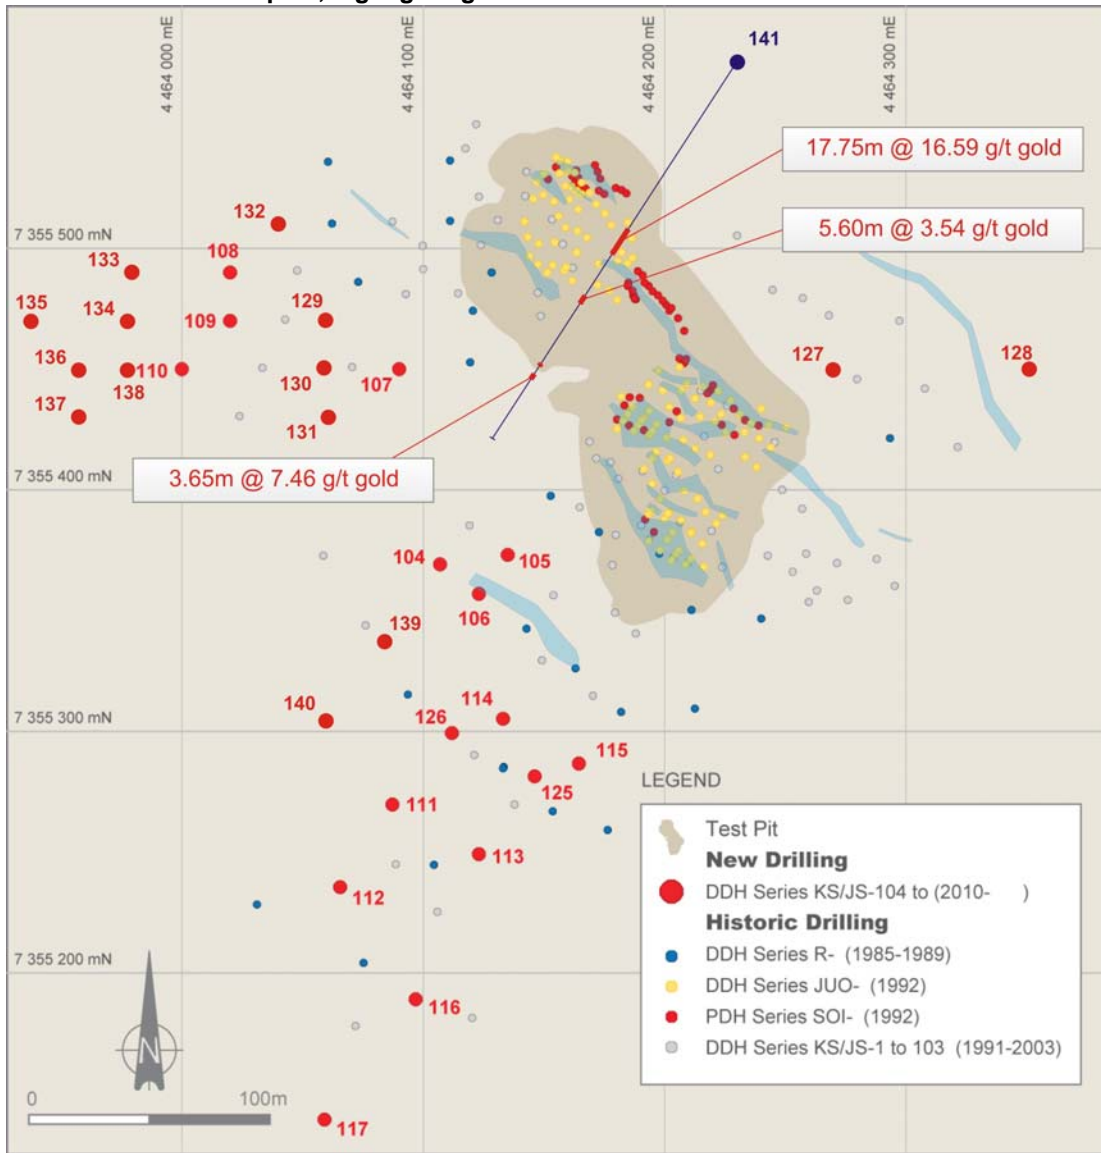 4 464 000 mE
4 464 100 mE
4 464 200 mE
4 464 300 mE
141
17.75m @ 16.59 g/t gold
5.60m @ 3.54 g/t gold
132
7 355 500 mN
133
108
135
134
109
129
136
110
138
130
107
127
128
137
131
3.65m @ 7.46 g/t gold
7 355 400 mN
104
105
106
139
140
7 355 300 mN
126
114
115
125
111
113
112
7 355 200 mN
116
117
LEGEND
Test Pit
New Drilling
DDH Series KS/JS-104 to (2010- )
Historic Drilling
DDH Series R- (1985-1989)
DDH Series JUO- (1992)
PDH Series SOI- (1992)
DDH Series KS/JS-1 to 103 (1991-2003)
N
0 100m